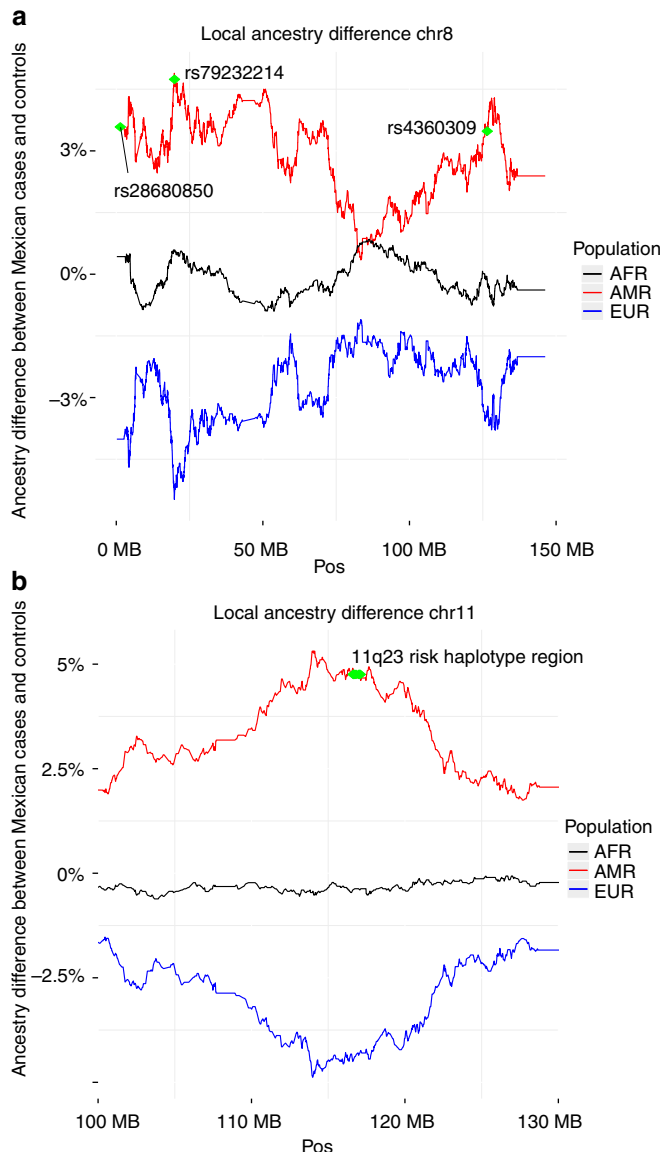 a
Local ancestry difference chr8
Ancestry difference between Mexican cases and controls
rs79232214
rs4360309
rs28680850
3%
0%
−3%
Population
AFR
AMR
EUR
0 MB
50 MB
100 MB
150 MB
Pos
b
Local ancestry difference chr11
Ancestry difference between Mexican cases and controls
11q23 risk haplotype region
5%
2.5%
0%
−2.5%
Population
AFR
AMR
EUR
100 MB
110 MB
120 MB
130 MB
Pos